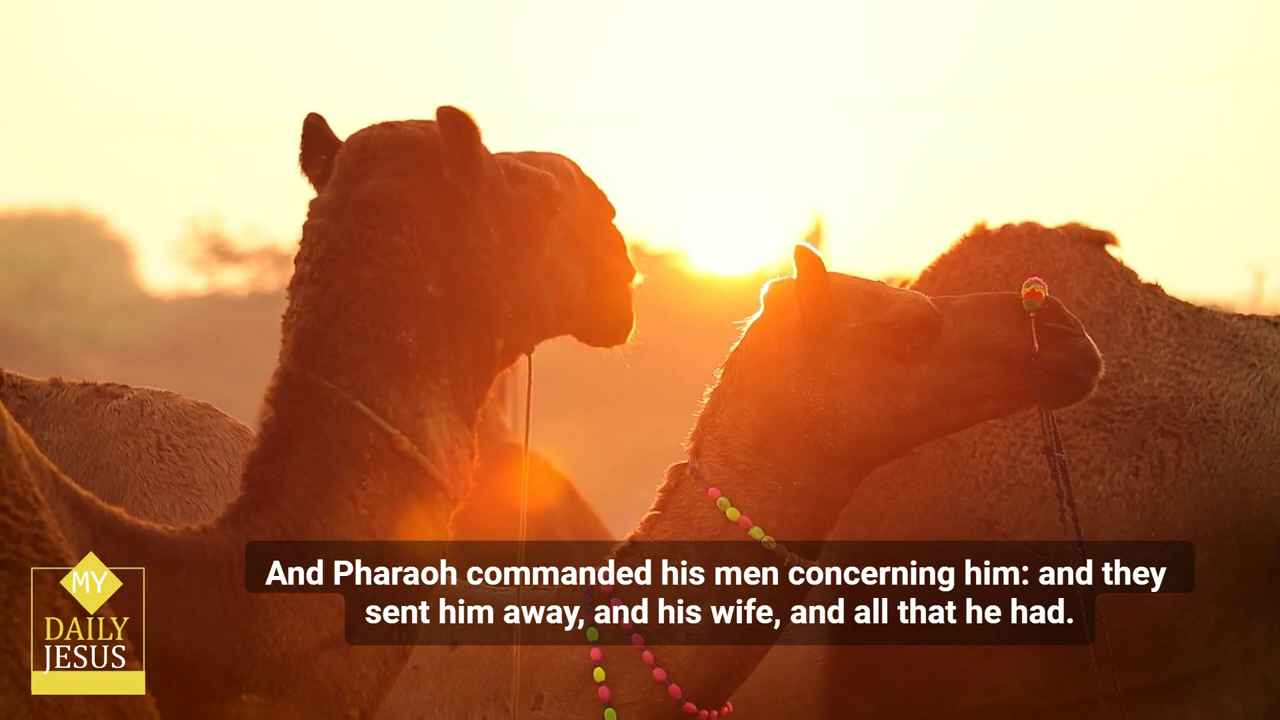 And Pharaoh commanded his men concerning him: and they
sent him away, and his wife, and all that he had.
MY
DAILY
JESUS